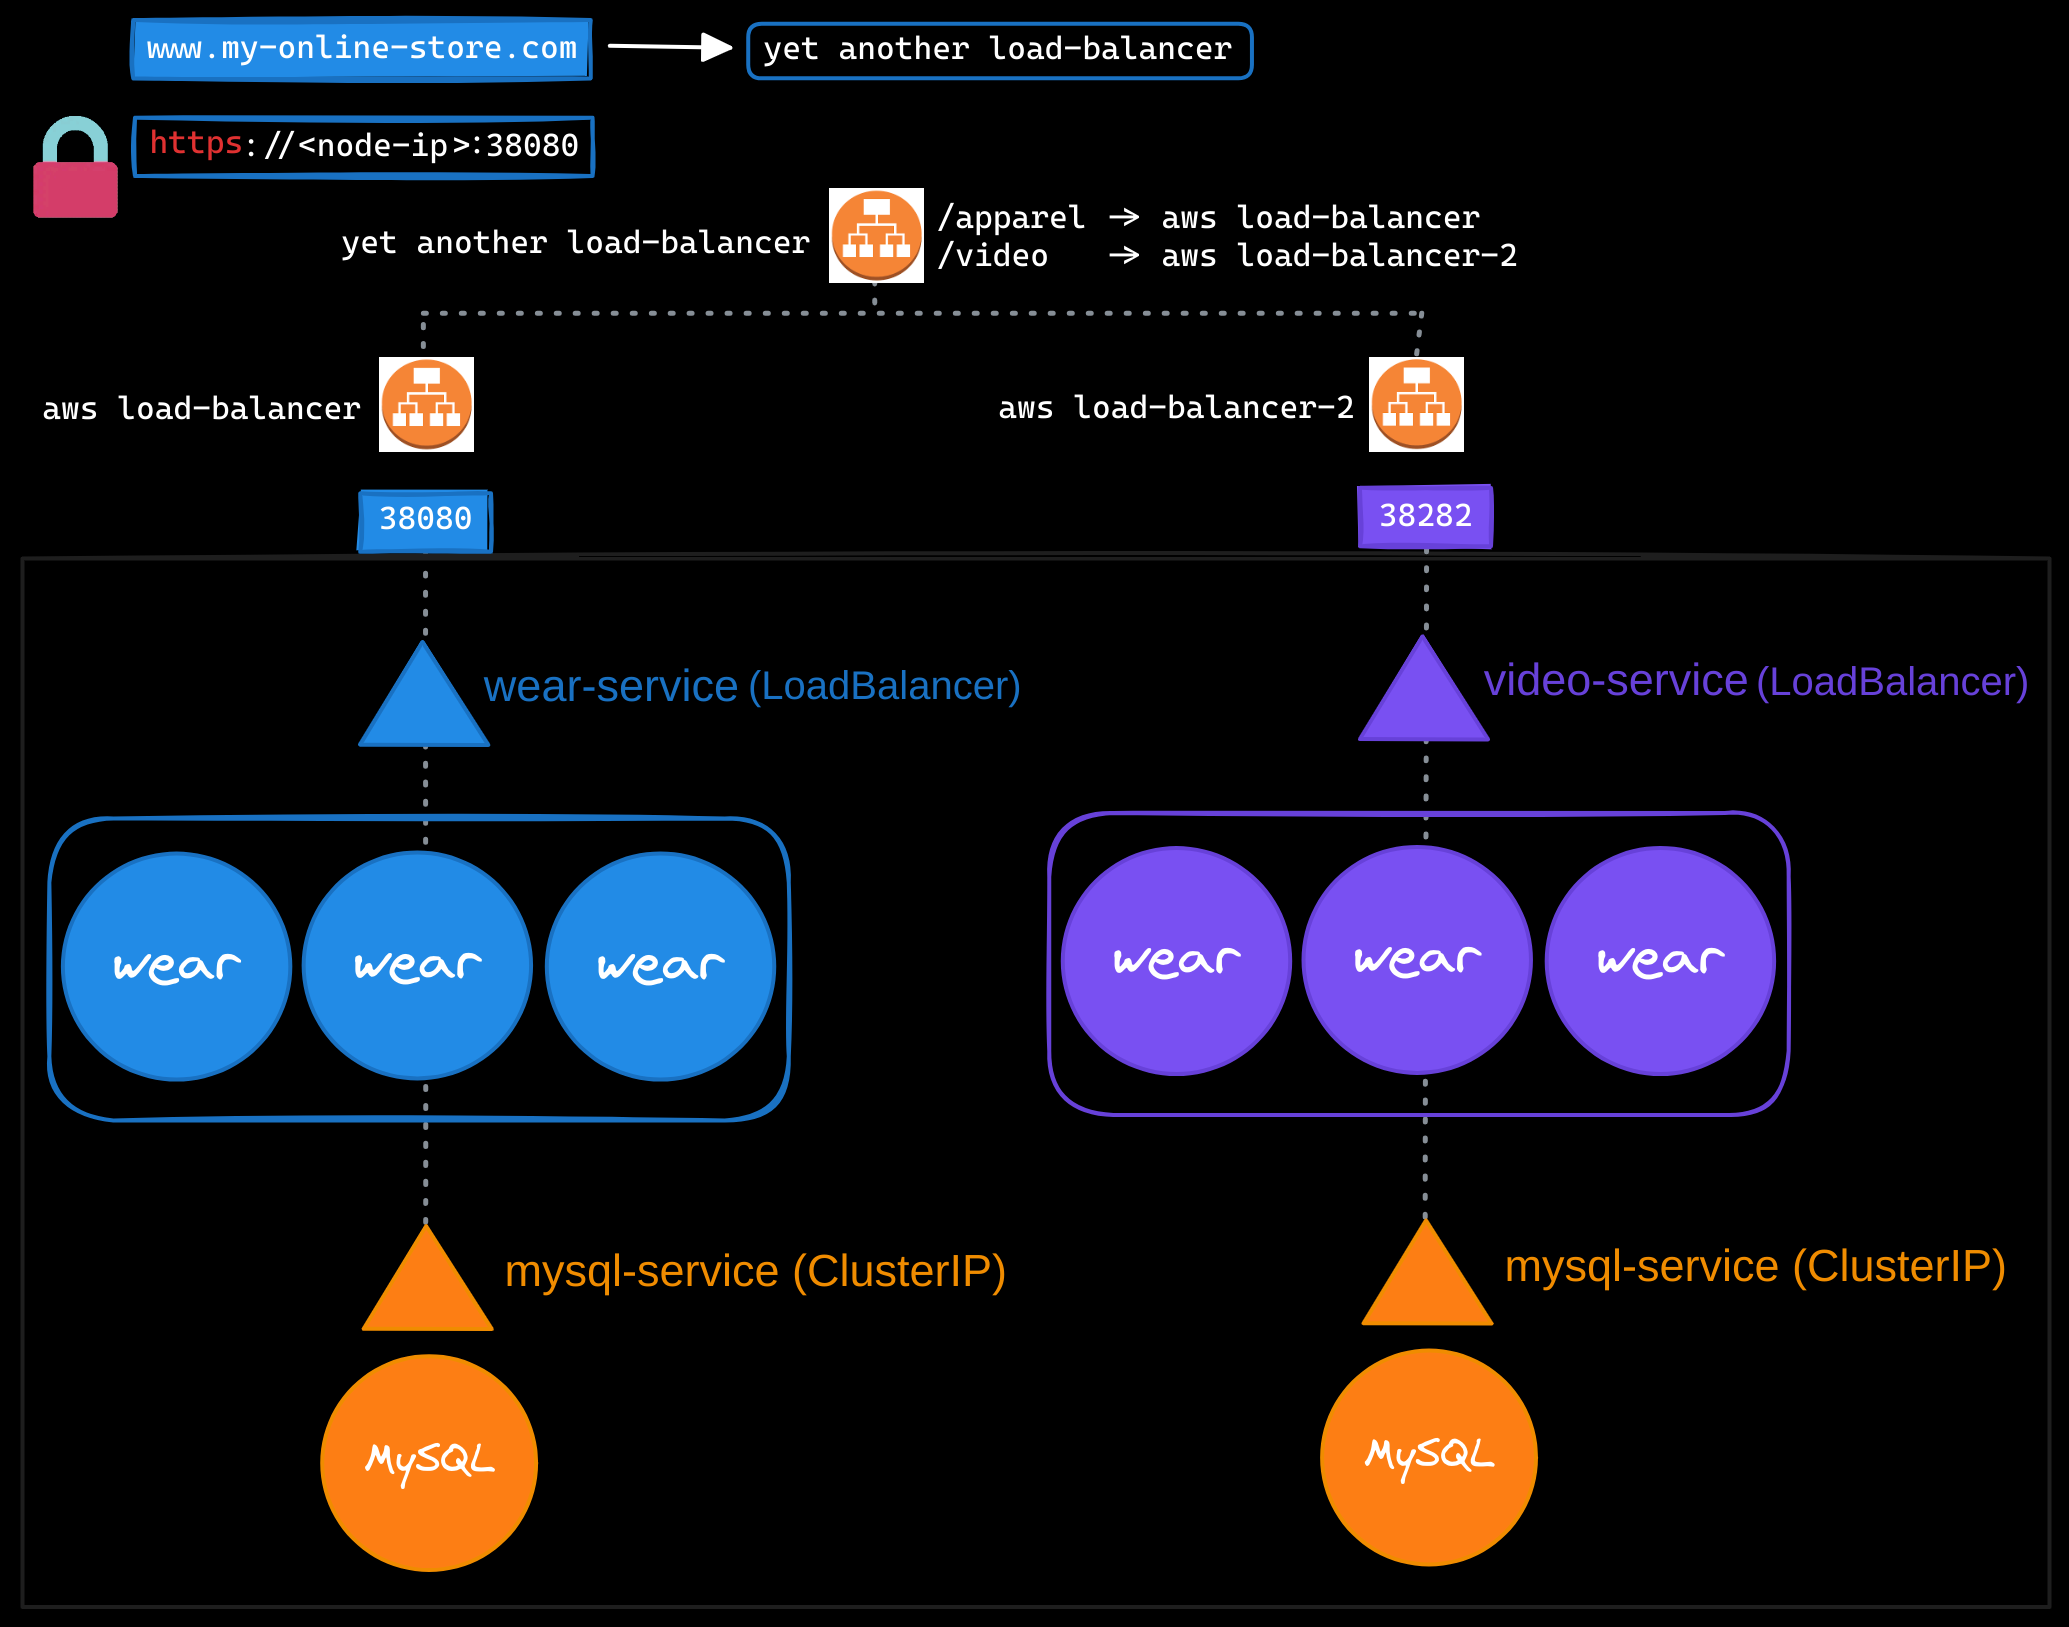 www.my-online-store.com
yet another load-balancer
https://<node-ip>:38080
yet another load-balancer
/apparel -> aws load-balancer
/video -> aws load-balancer-2
aws load-balancer
aws load-balancer-2
38080
38282
wear-service (LoadBalancer)
video-service (LoadBalancer)
wear
wear
wear
wear
wear
wear
mysql-service (ClusterIP)
mysql-service (ClusterIP)
MySQL
MySQL